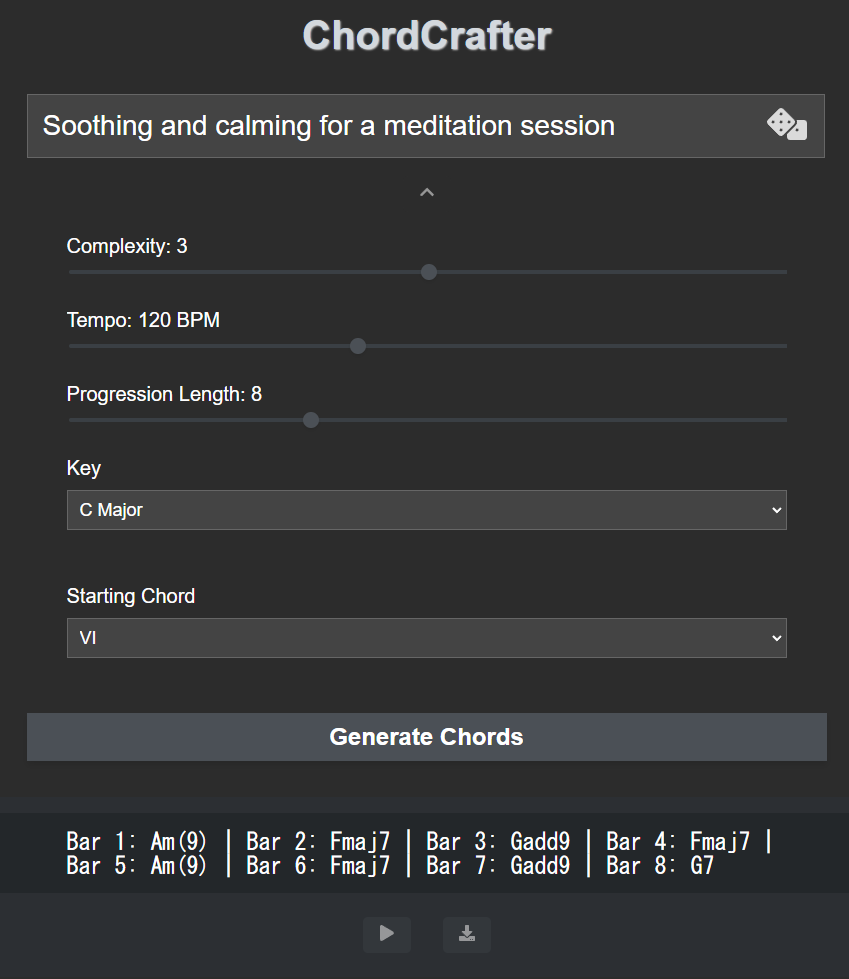 ChordCrafter
Soothing and calming for a meditation session
Complexity: 3
Tempo: 120 BPM
Progression Length: 8
Key
C Major
Starting Chord
VI
Generate Chords
Bar 1: Am(9) | Bar 2: Fmaj7 | Bar 3: Gadd9 | Bar 4: Fmaj7 |
Bar 5: Am(9) | Bar 6: Fmaj7 | Bar 7: Gadd9 | Bar 8: G7